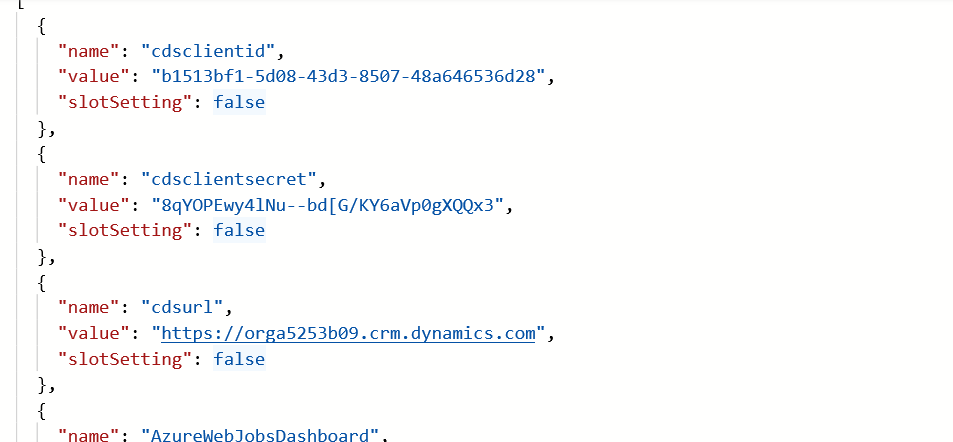 [
{
"name": "cdsclientid",
"value": "b1513bf1-5d08-43d3-8507-48a646536d28",
"slotSetting": false
},
{
"name": "cdsclientsecret",
"value": "8qYOPEwy4lNu--bd[G/KY6aVp0gXQQx3",
"slotSetting": false
},
{
"name": "cdsurl",
"value": "https://orga5253b09.crm.dynamics.com",
"slotSetting": false
},
{
"name": "AzureWebJobsDashboard",